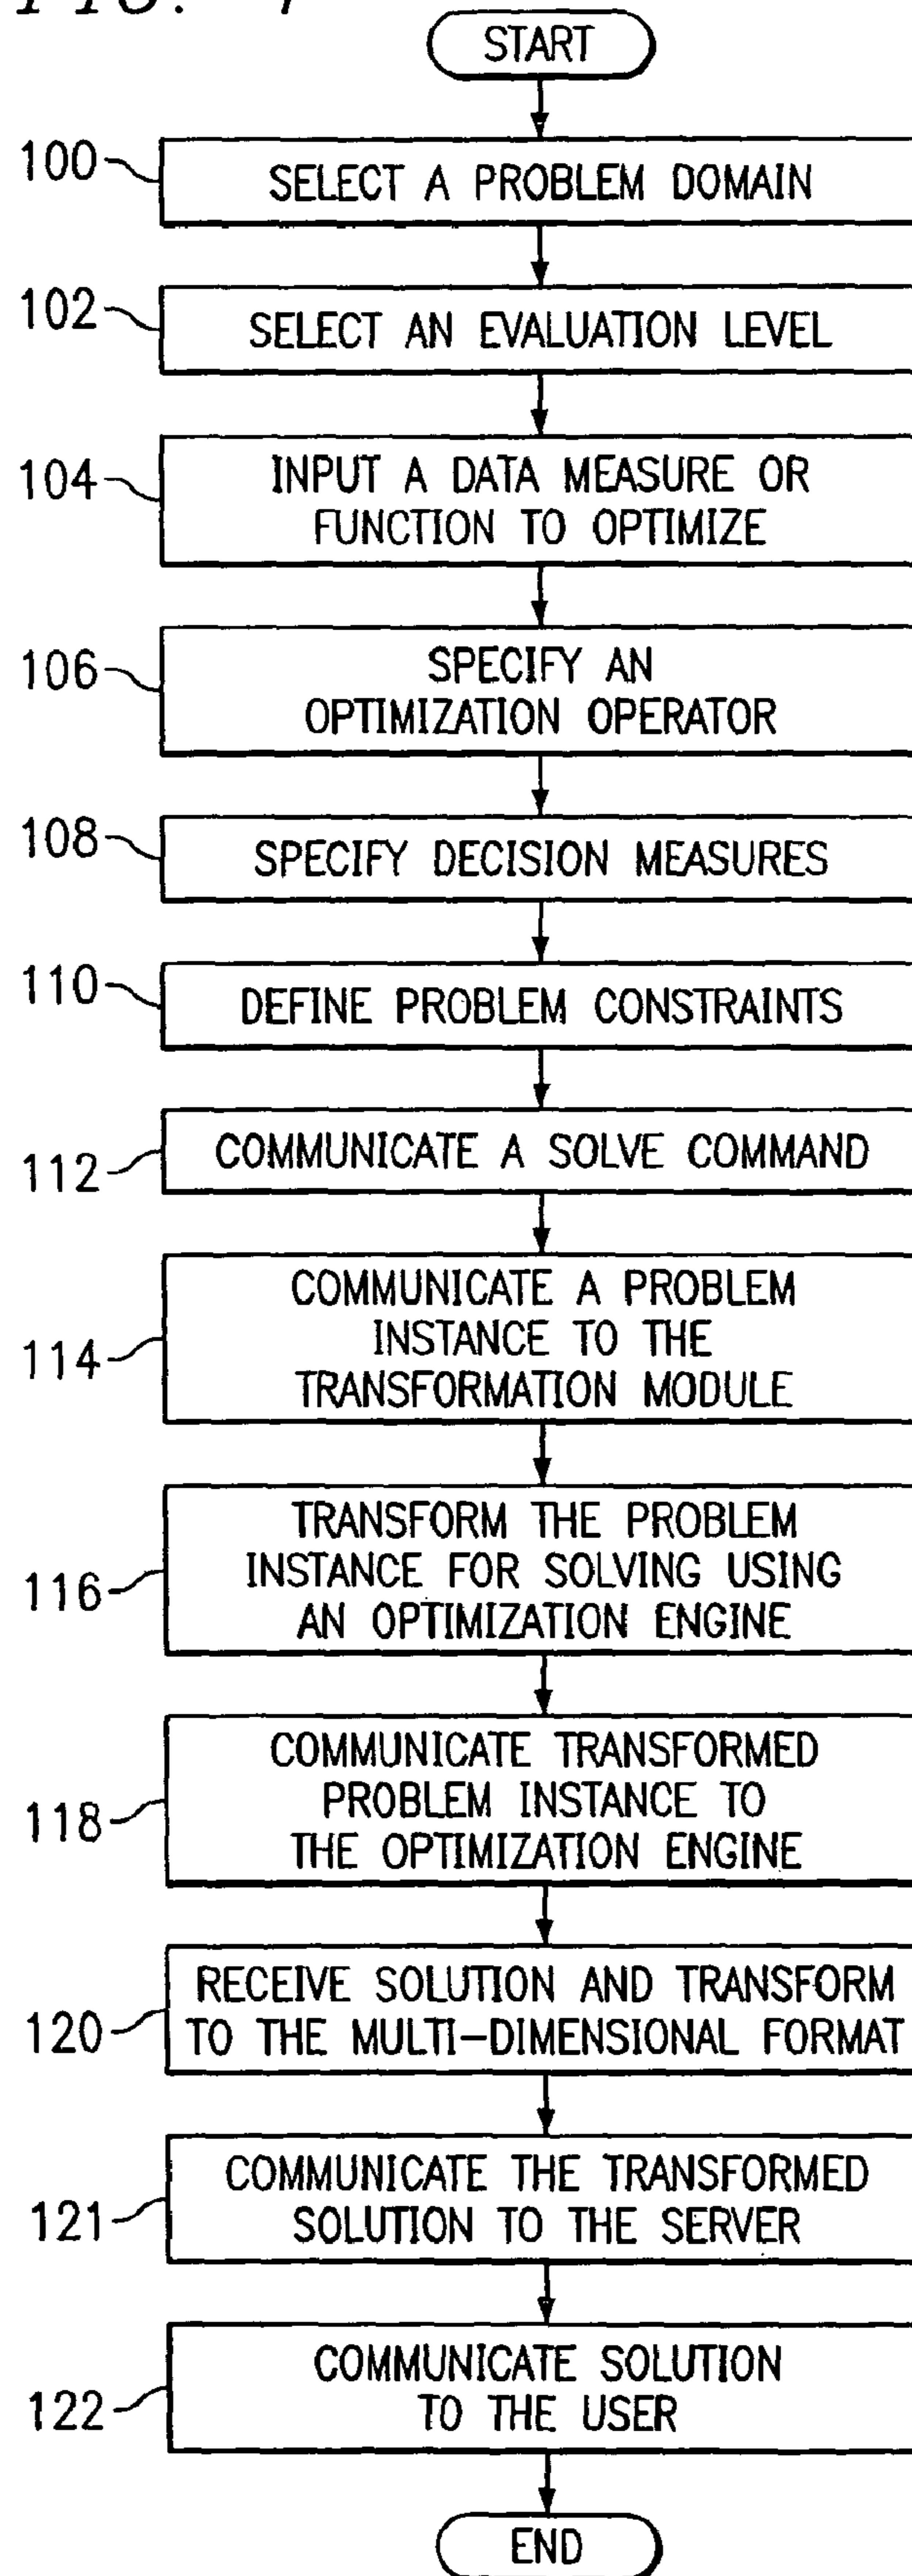 FIG.
START
100
SELECT A PROBLEM DOMAIN
102
SELECT AN EVALUATION LEVEL
104
INPUT A DATA MEASURE OR
FUNCTION TO OPTIMIZE
106
SPECIFY AN
OPTIMIZATION OPERATOR
108
SPECIFY DECISION MEASURES
110
DEFINE PROBLEM CONSTRAINTS
112
COMMUNICATE A SOLVE COMMAND
114
COMMUNICATE A PROBLEM
INSTANCE TO THE
TRANSFORMATION MODULE
116
TRANSFORM THE PROBLEM
INSTANCE FOR SOLVING USING
AN OPTIMIZATION ENGINE
118
COMMUNICATE TRANSFORMED
PROBLEM INSTANCE TO
THE OPTIMIZATION ENGINE
120
RECEIVE SOLUTION AND TRANSFORM
TO THE MULTI-DIMENSIONAL FORMAT
121
COMMUNICATE THE TRANSFORMED
SOLUTION TO THE SERVER
122
COMMUNICATE SOLUTION
TO THE USER
END